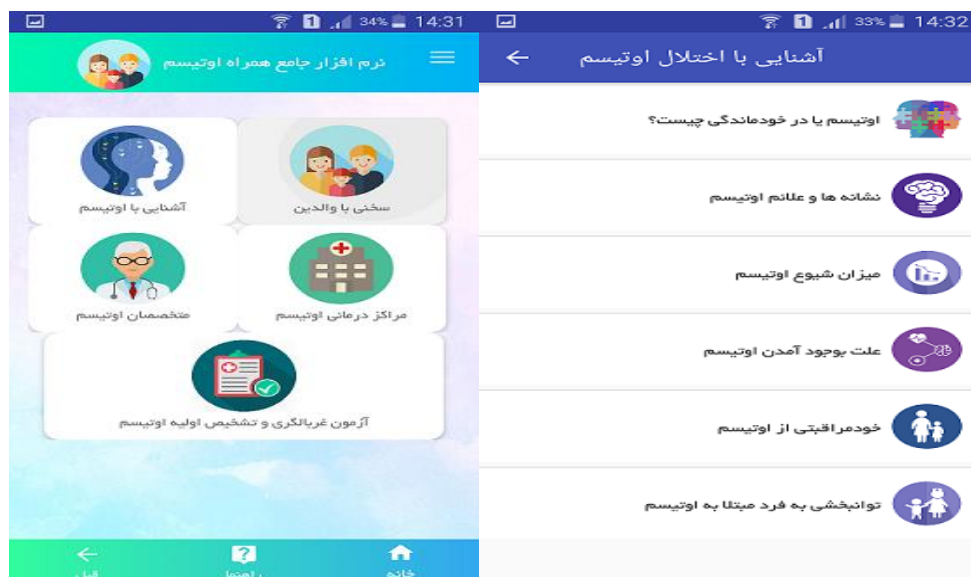 34% 14:31
نرم افزار جامع همراه اوتیسم
سخنی با والدین
آشنایی با اوتیسم
مراکز درمانی اوتیسم
متخصصان اوتیسم
آزمون غربالگری و تشخیص اولیه اوتیسم
خانه
راهنما
قبل
33% 14:32
آشنایی با اختلال اوتیسم
اوتیسم یا در خودماندگی چیست؟
نشانه ها و علائم اوتیسم
میزان شیوع اوتیسم
علت بوجود آمدن اوتیسم
خودمراقبتی از اوتیسم
توانبخشی به فرد مبتلا به اوتیسم